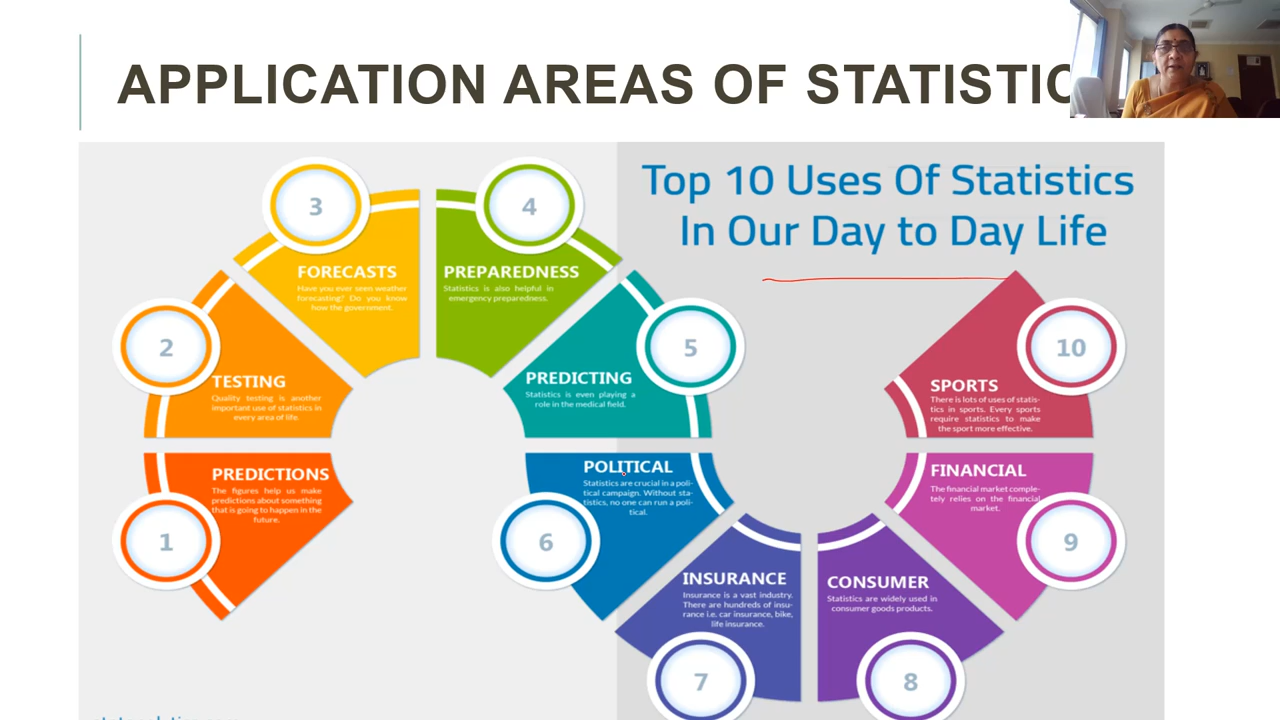 APPLICATION AREAS OF STATISTIC
Top 10 Uses Of Statistics
In Our Day to Day Life
1
PREDICTIONS
The figures help us make
predictions about something
that is going to happen in the
future.
2
TESTING
Quality testing is another
important use of statistics in
every area of life.
3
FORECASTS
Have you ever seen weather
forecasting? Do you know
how the government.
4
PREPAREDNESS
Statistics is also helpful in
emergency preparedness.
5
PREDICTING
Statistics is even playing a
role in the medical field.
6
POLITICAL
Statistics are crucial in a poli-
tical campaign. Without sta-
tistics, no one can run a poli-
tical.
7
INSURANCE
Insurance is a vast industry.
There are hundreds of insu-
rance i.e. car insurance, bike,
life insurance.
8
CONSUMER
Statistics are widely used in
consumer goods products.
9
FINANCIAL
The financial market comple-
tely relies on the financial
market.
10
SPORTS
There is lots of uses of statis-
tics in sports. Every sports
require statistics to make
the sport more effective.